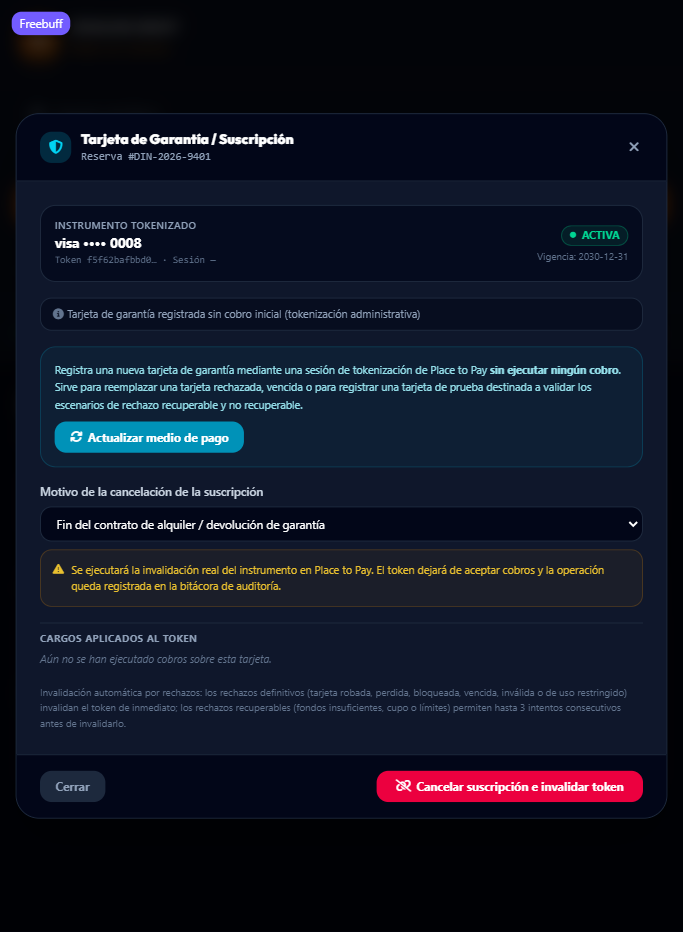 Freebuff
Tarjeta de Garantía / Suscripción
Reserva #DIN-2026-9401
INSTRUMENTO TOKENIZADO
visa •••• 0008
ACTIVA
Token f5f62bafbbd0… · Sesión —
Vigencia: 2030-12-31
Tarjeta de garantía registrada sin cobro inicial (tokenización administrativa)
Registra una nueva tarjeta de garantía mediante una sesión de tokenización de Place to Pay sin ejecutar ningún cobro.
Sirve para reemplazar una tarjeta rechazada, vencida o para registrar una tarjeta de prueba destinada a validar los
escenarios de rechazo recuperable y no recuperable.
Actualizar medio de pago
Motivo de la cancelación de la suscripción
Fin del contrato de alquiler / devolución de garantía
Se ejecutará la invalidación real del instrumento en Place to Pay. El token dejará de aceptar cobros y la operación
queda registrada en la bitácora de auditoría.
CARGOS APLICADOS AL TOKEN
Aún no se han ejecutado cobros sobre esta tarjeta.
Invalidación automática por rechazos: los rechazos definitivos (tarjeta robada, perdida, bloqueada, vencida, inválida o de uso restringido)
invalidan el token de inmediato; los rechazos recuperables (fondos insuficientes, cupo o límites) permiten hasta 3 intentos consecutivos
antes de invalidarlo.
Cerrar
Cancelar suscripción e invalidar token